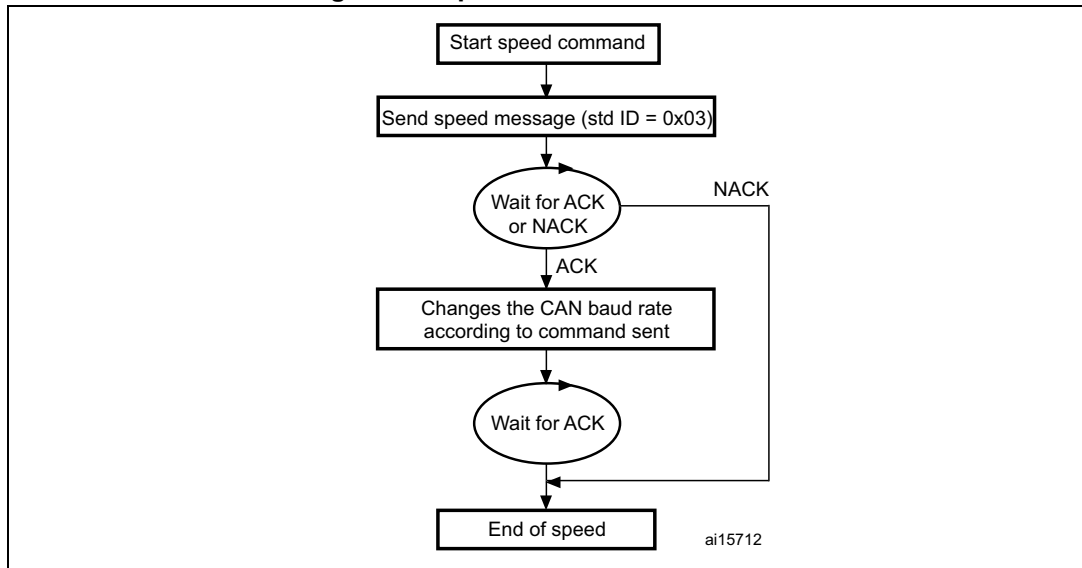 Start speed command
Send speed message (std ID = 0x03)
Wait for ACK
or NACK
NACK
ACK
Changes the CAN baud rate
according to command sent
Wait for ACK
End of speed
ai15712